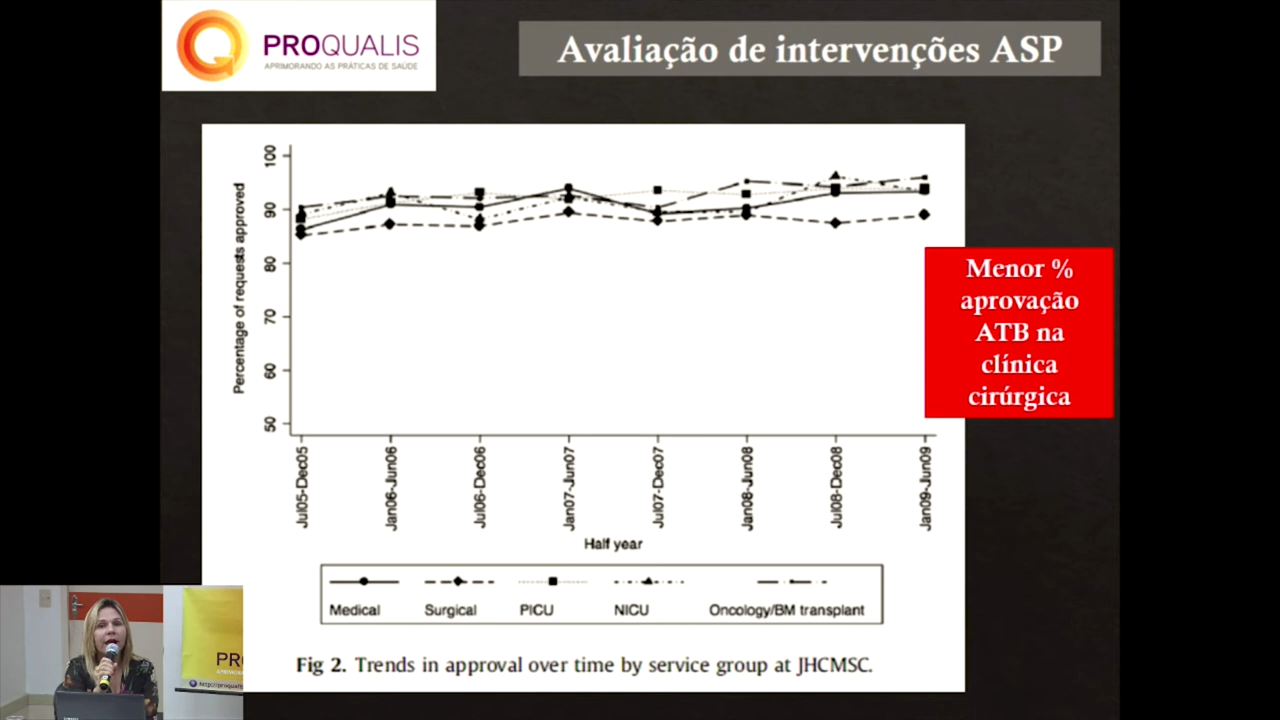 PROQUALIS
APRIMORANDO AS PRÁTICAS DE SAÚDE
Avaliação de intervenções ASP
Percentage of requests approved
100
90
80
70
60
50
Jul05-Dec05
Jan06-Jun06
Jul06-Dec06
Jan07-Jun07
Jul07-Dec07
Jan08-Jun08
Jul08-Dec08
Jan09-Jun09
Half year
Medical
Surgical
PICU
NICU
Oncology/BM transplant
Fig 2. Trends in approval over time by service group at JHCMSC.
Menor %
aprovação
ATB na
clínica
cirúrgica
PR